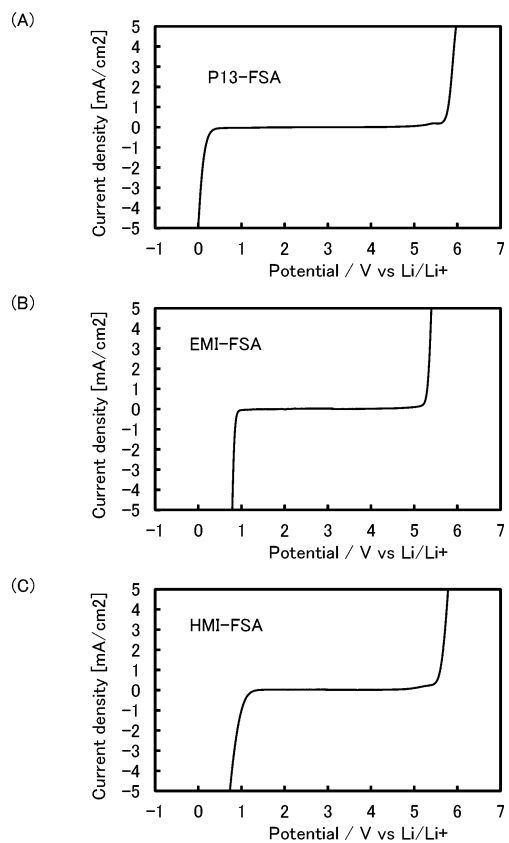 (A)
5
4
3
2
1
0
-1
-2
-3
-4
-5
Current density [mA/cm2]
P13-FSA
-1 0 1 2 3 4 5 6 7
Potential / V vs Li/Li+
(B)
5
4
3
2
1
0
-1
-2
-3
-4
-5
Current density [mA/cm2]
EMI-FSA
-1 0 1 2 3 4 5 6 7
Potential / V vs Li/Li+
(C)
5
4
3
2
1
0
-1
-2
-3
-4
-5
Current density [mA/cm2]
HMI-FSA
-1 0 1 2 3 4 5 6 7
Potential / V vs Li/Li+